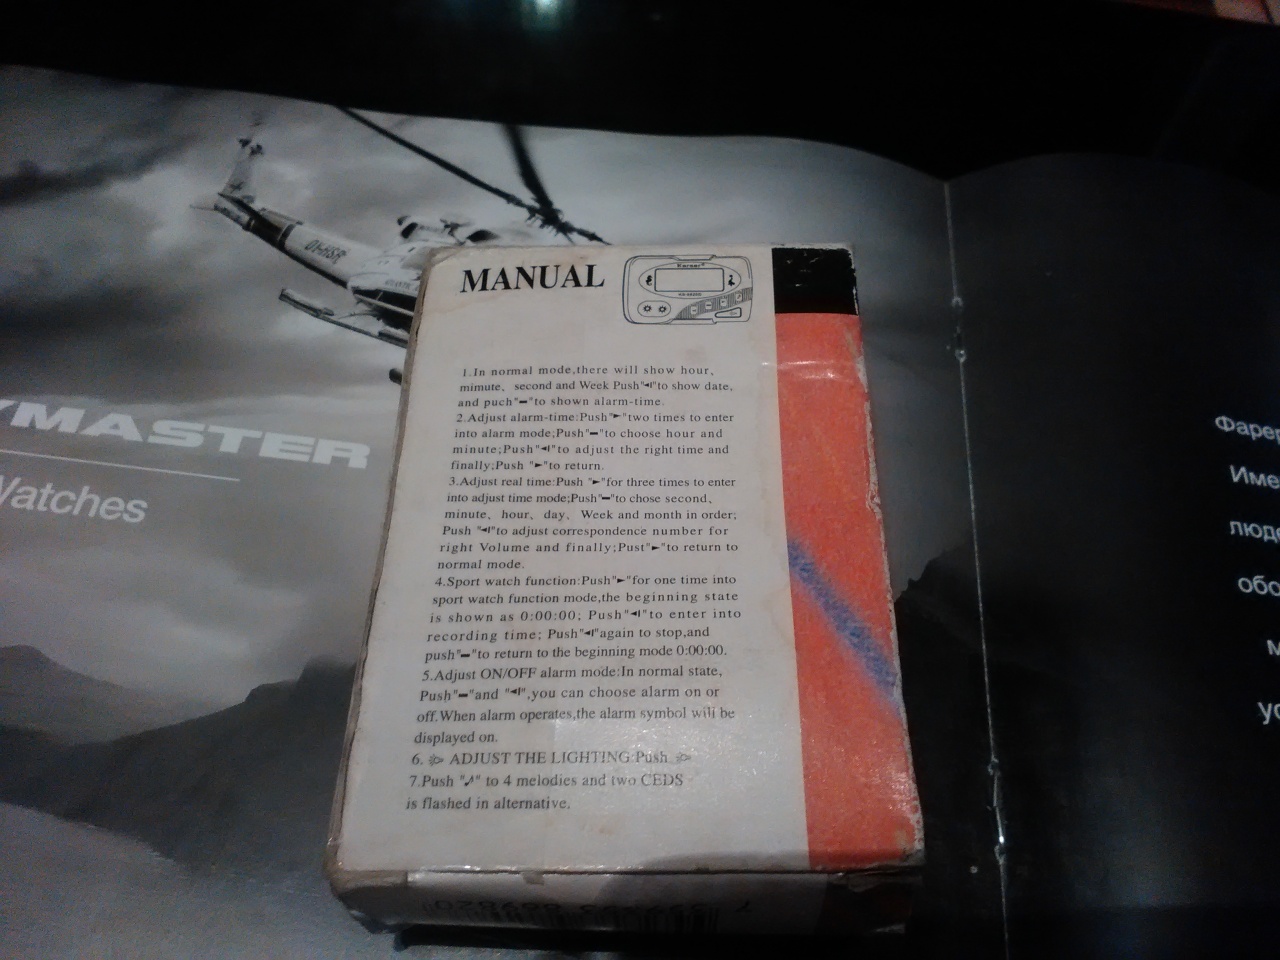 MANUAL
1.In normal mode,there will show hour,
mimute、 second and Week Push"◄I"to show date,
and puch"━"to shown alarm-time.
2.Adjust alarm-time:Push"►"two times to enter
into alarm mode;Push"━"to choose hour and
minute;Push"◄I"to adjust the right time and
finally;Push "►"to return.
3.Adjust real time:Push "►"for three times to enter
into adjust time mode;Push"━"to chose second、
minute、hour、day、 Week and month in order;
Push "◄I"to adjust correspondence number for
right Volume and finally;Pust"►"to return to
normal mode.
4.Sport watch function:Push"►"for one time into
sport watch function mode,the beginning state
is shown as 0:00:00; Push"◄I"to enter into
recording time; Push"◄I"again to stop,and
push"━"to return to the beginning mode 0:00:00.
5.Adjust ON/OFF alarm mode:In normal state,
Push"━"and "◄I",you can choose alarm on or
off.When alarm operates,the alarm symbol will be
displayed on.
6. ADJUST THE LIGHTING:Push
7.Push "♪" to 4 melodies and two CEDS
is flashed in alternative.
YMASTER
Watches
OY-HSR
Фарер
Име
люд
обо
м
ус